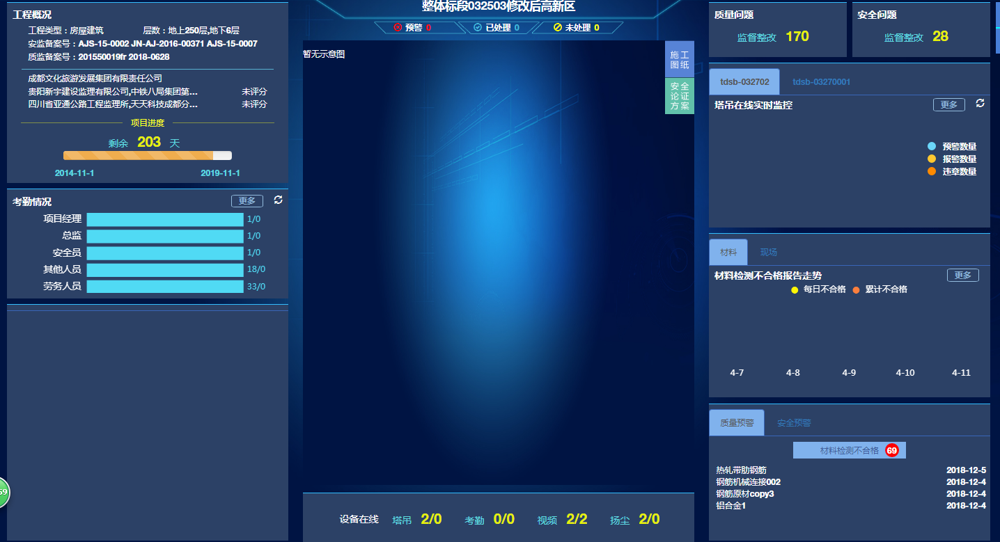 整体标段032503修改后高新区
预警 0 已处理 0 未处理 0
工程概况
工程类型：房屋建筑 层数：地上250层,地下6层
安监备案号：AJS-15-0002 JN-AJ-2016-00371 AJS-15-0007
质监备案号：201550019fr 2018-0628
成都文化旅游发展集团有限责任公司
贵阳新宇建设监理有限公司,中铁八局集团第... 未评分
四川省亚通公路工程监理所,天天科技成都分... 未评分
项目进度
剩余 203 天
2014-11-1 2019-11-1
考勤情况 更多
项目经理 1/0
总监 1/0
安全员 1/0
其他人员 18/0
劳务人员 33/0
59
暂无示意图
施工
图纸
安全
论证
方案
设备在线 塔吊 2/0 考勤 0/0 视频 2/2 扬尘 2/0
质量问题
监督整改 170
安全问题
监督整改 28
tdsb-032702 tdsb-03270001
塔吊在线实时监控 更多
预警数量
报警数量
违章数量
材料 现场
材料检测不合格报告走势 更多
每日不合格 累计不合格
4-7 4-8 4-9 4-10 4-11
质量预警 安全预警
材料检测不合格 69
热轧带肋钢筋 2018-12-5
钢筋机械连接002 2018-12-4
钢筋原材copy3 2018-12-4
铝合金1 2018-12-4